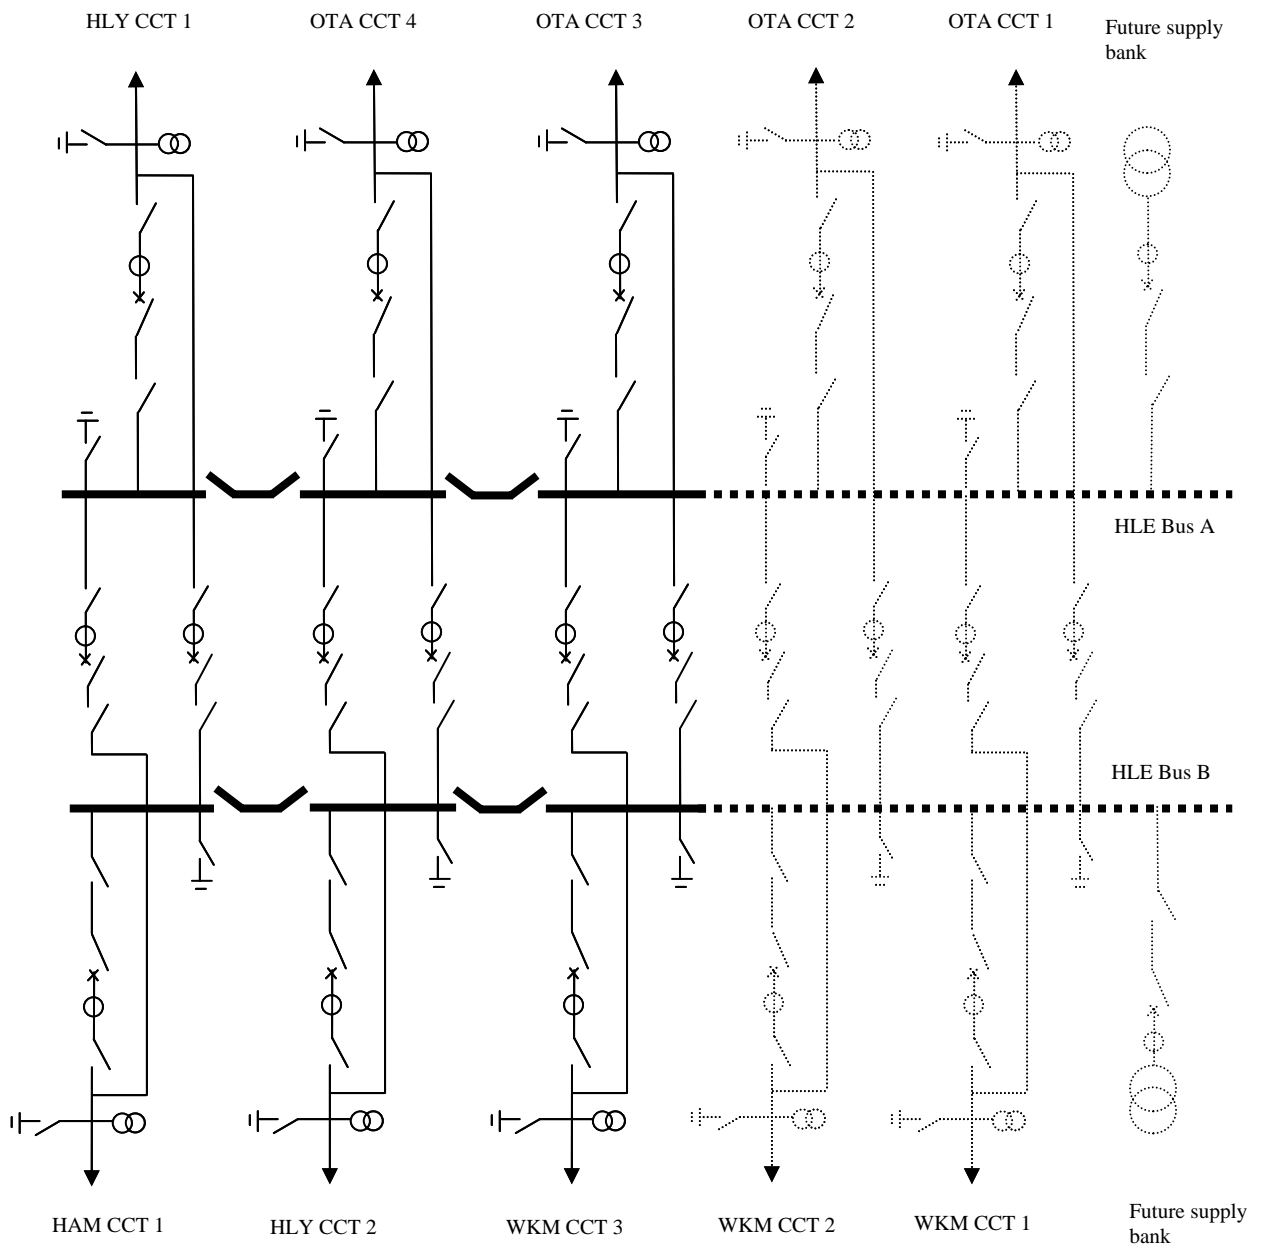 HLY CCT 1
OTA CCT 4
OTA CCT 3
OTA CCT 2
OTA CCT 1
Future supply
bank
HLE Bus A
HLE Bus B
HAM CCT 1
HLY CCT 2
WKM CCT 3
WKM CCT 2
WKM CCT 1
Future supply
bank